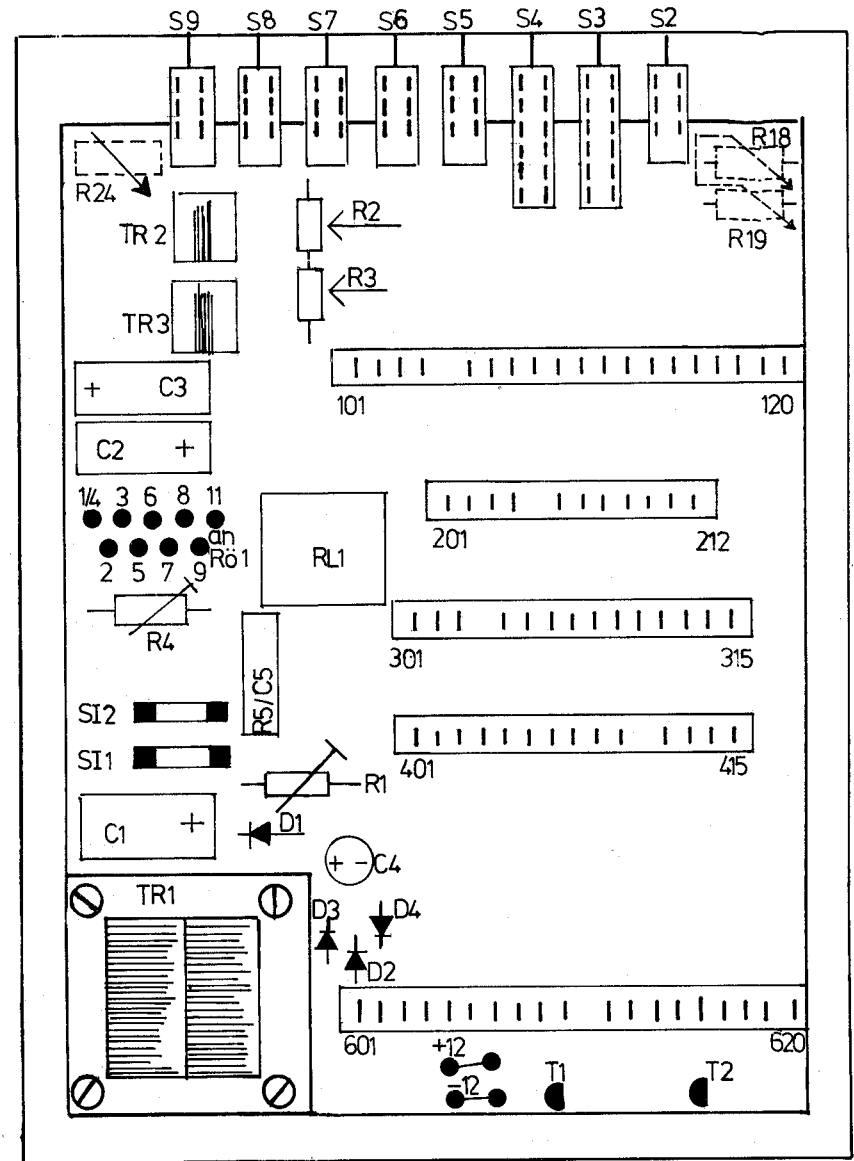 S9 S8 S7 S6 S5 S4 S3 S2
R18
R24
R2
TR2
R19
R3
TR3
+ C3
101 120
C2 +
1/4 3 6 8 11
an
Rö1
2 5 7 9
201 212
RL1
R4
301 315
R5/C5
SI2
SI1
401 415
R1
C1 +
D1
+ - C4
TR1
D3 D4
D2
601 620
+12
-12
T1 T2